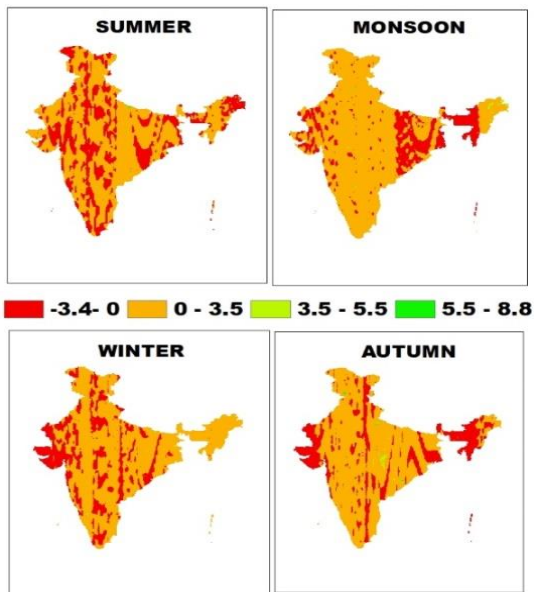 SUMMER
MONSOON
-3.4- 0
0 - 3.5
3.5 - 5.5
5.5 - 8.8
WINTER
AUTUMN